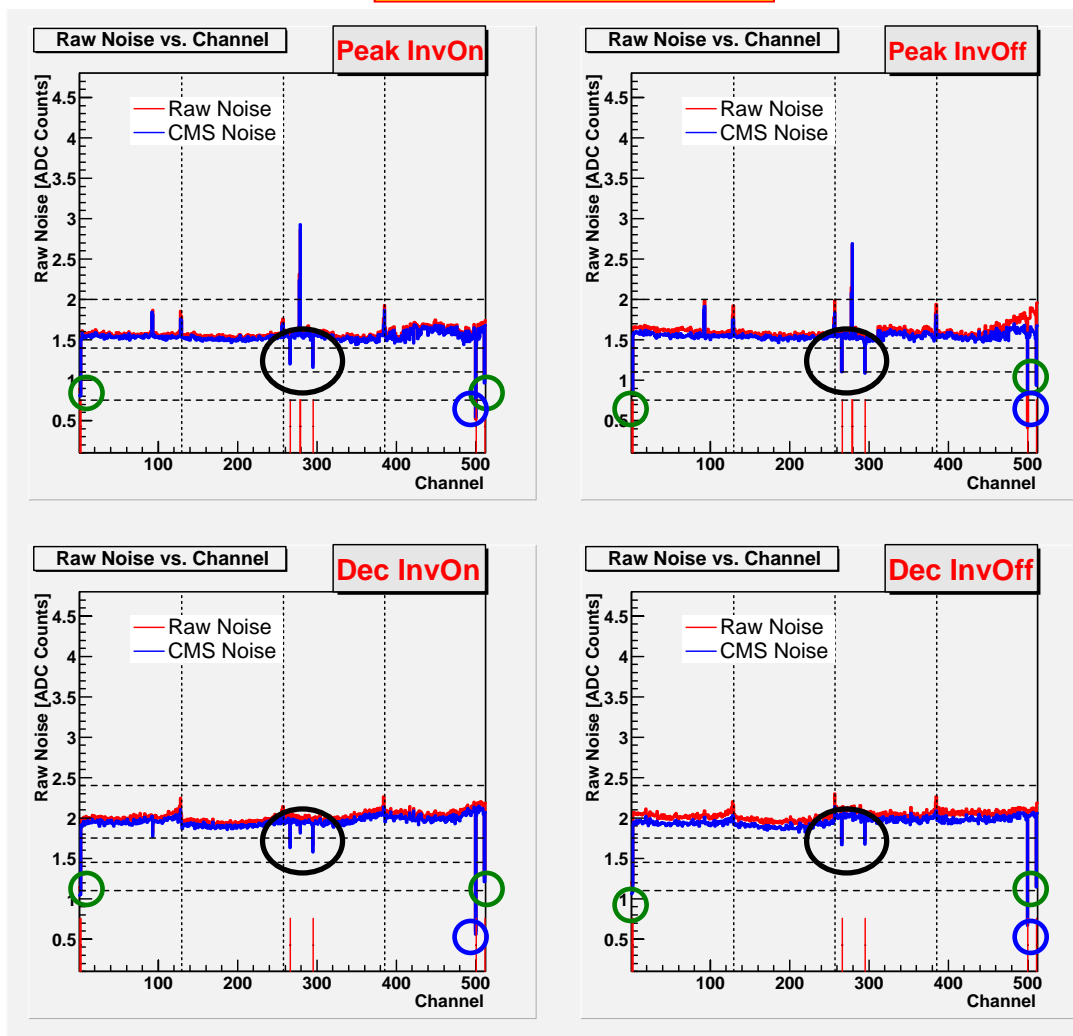 Raw Noise vs. Channel
Peak InvOn
Raw Noise [ADC Counts]
4.5
4
3.5
3
2.5
2
1.5
1
0.5
Raw Noise
CMS Noise
100 200 300 400 500
Channel
Raw Noise vs. Channel
Peak InvOff
Raw Noise [ADC Counts]
4.5
4
3.5
3
2.5
2
1.5
1
0.5
Raw Noise
CMS Noise
100 200 300 400 500
Channel
Raw Noise vs. Channel
Dec InvOn
Raw Noise [ADC Counts]
4.5
4
3.5
3
2.5
2
1.5
1
0.5
Raw Noise
CMS Noise
100 200 300 400 500
Channel
Raw Noise vs. Channel
Dec InvOff
Raw Noise [ADC Counts]
4.5
4
3.5
3
2.5
2
1.5
1
0.5
Raw Noise
CMS Noise
100 200 300 400 500
Channel